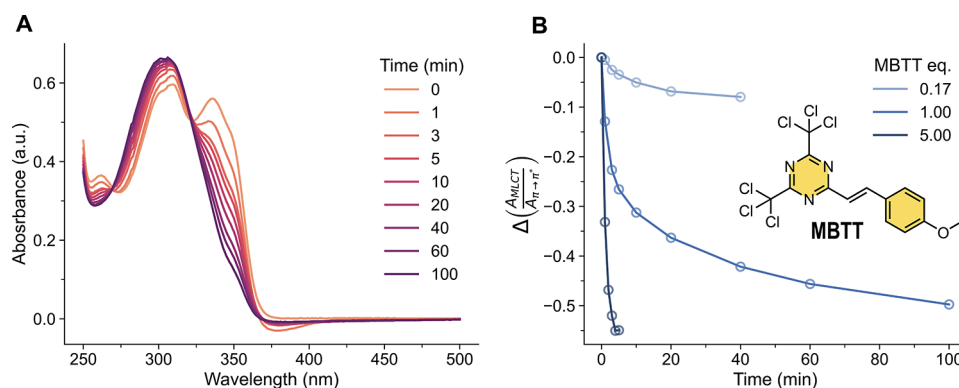 A
Abosrbance (a.u.)
0.6
0.4
0.2
0.0
250
300
350
400
450
500
Wavelength (nm)
Time (min)
0
1
3
5
10
20
40
60
100
B
Δ(A_MLCT/A_π→π*)
0.0
−0.1
−0.2
−0.3
−0.4
−0.5
0
20
40
60
80
100
Time (min)
MBTT eq.
0.17
1.00
5.00
Cl
Cl
Cl
N
N
N
Cl
Cl
Cl
O
MBTT